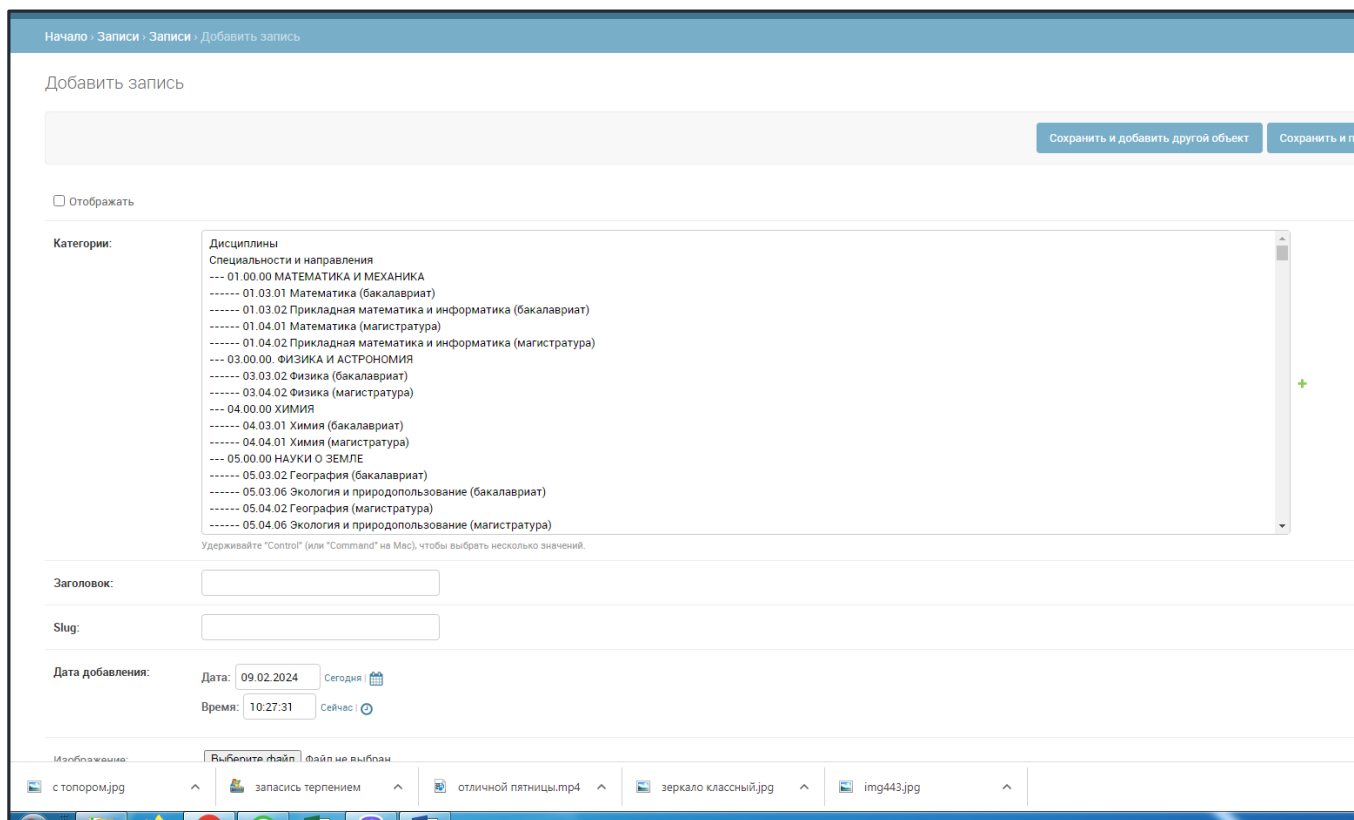 Начало › Записи › Записи › Добавить запись
Добавить запись
Сохранить и добавить другой объект
Сохранить и п
Отображать
Категории:
Дисциплины
Специальности и направления
--- 01.00.00 МАТЕМАТИКА И МЕХАНИКА
------ 01.03.01 Математика (бакалавриат)
------ 01.03.02 Прикладная математика и информатика (бакалавриат)
------ 01.04.01 Математика (магистратура)
------ 01.04.02 Прикладная математика и информатика (магистратура)
--- 03.00.00. ФИЗИКА И АСТРОНОМИЯ
------ 03.03.02 Физика (бакалавриат)
------ 03.04.02 Физика (магистратура)
--- 04.00.00 ХИМИЯ
------ 04.03.01 Химия (бакалавриат)
------ 04.04.01 Химия (магистратура)
--- 05.00.00 НАУКИ О ЗЕМЛЕ
------ 05.03.02 География (бакалавриат)
------ 05.03.06 Экология и природопользование (бакалавриат)
------ 05.04.02 География (магистратура)
------ 05.04.06 Экология и природопользование (магистратура)
Удерживайте "Control" (или "Command" на Mac), чтобы выбрать несколько значений.
Заголовок:
Slug:
Дата добавления:
Дата: 09.02.2024 Сегодня |
Время: 10:27:31 Сейчас |
Изображение: Выберите файл Файл не выбран
с топором.jpg
запасись терпением
отличной пятницы.mp4
зеркало классный.jpg
img443.jpg